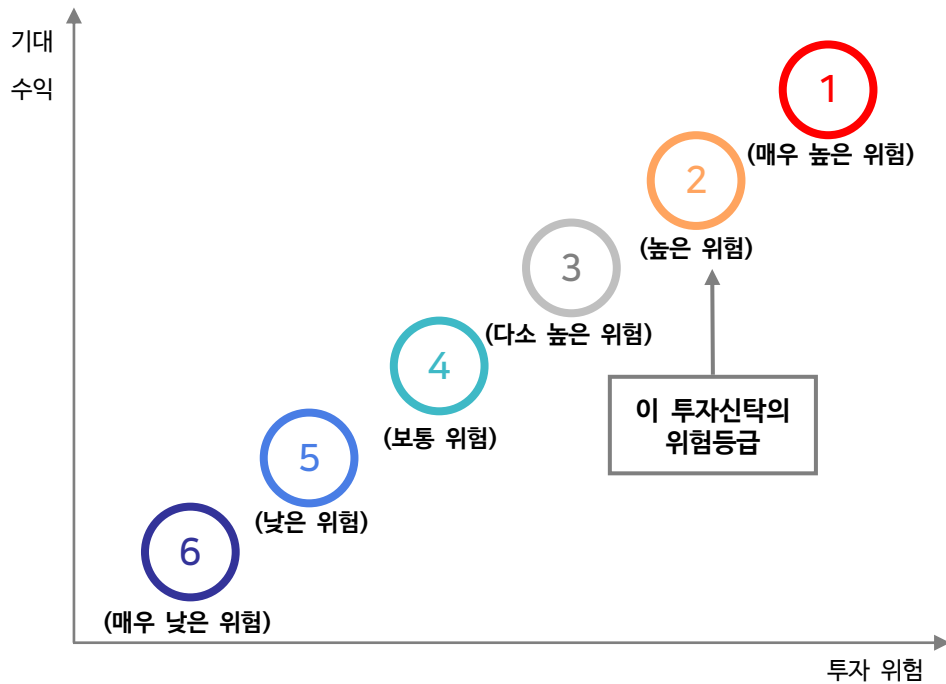 기대
수익
1
(매우 높은 위험)
2
(높은 위험)
3
(다소 높은 위험)
4
(보통 위험)
이 투자신탁의
위험등급
5
(낮은 위험)
6
(매우 낮은 위험)
투자 위험